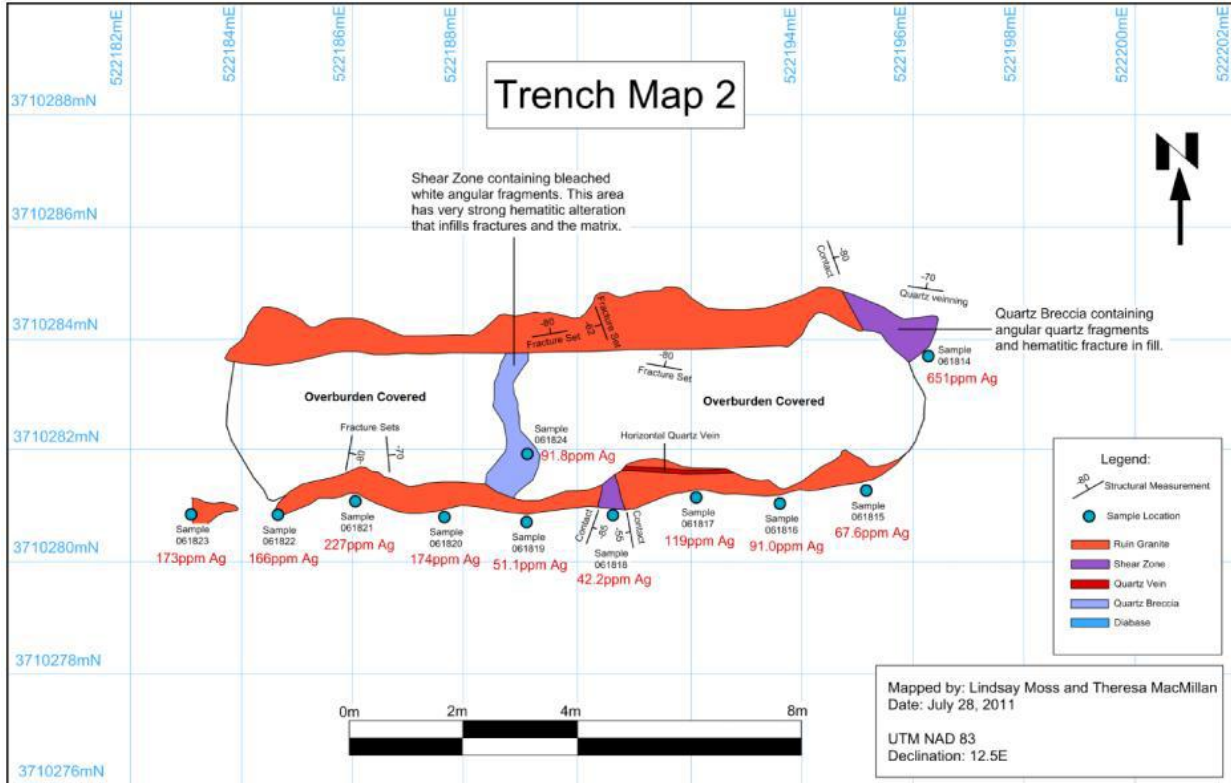 522182mE
522184mE
522186mE
522188mE
522194mE
522196mE
522198mE
522200mE
522202mE
3710288mN
Trench Map 2
N
Shear Zone containing bleached
white angular fragments. This area
has very strong hematitic alteration
that infills fractures and the matrix.
3710286mN
-80
Contact
-70
Quartz veinning
3710284mN
-80
Fracture Set
-62
Fracture Set
Quartz Breccia containing
angular quartz fragments
and hematitic fracture in fill.
-80
Fracture Set
Sample
061814
651ppm Ag
Overburden Covered
Overburden Covered
3710282mN
Fracture Sets
-80
-70
Sample
061824
91.8ppm Ag
Horizontal Quartz Vein
Sample
061823
173ppm Ag
Sample
061822
166ppm Ag
Sample
061821
227ppm Ag
Sample
061820
174ppm Ag
Sample
061819
51.1ppm Ag
Contact
Contact
-55
Sample
061818
42.2ppm Ag
Sample
061817
119ppm Ag
Sample
061816
91.0ppm Ag
Sample
061815
67.6ppm Ag
3710280mN
Legend:
-80
Structural Measurement
Sample Location
Ruin Granite
Shear Zone
Quartz Vein
Quartz Breccia
Diabase
3710278mN
0m
2m
4m
8m
Mapped by: Lindsay Moss and Theresa MacMillan
Date: July 28, 2011
UTM NAD 83
Declination: 12.5E
3710276mN